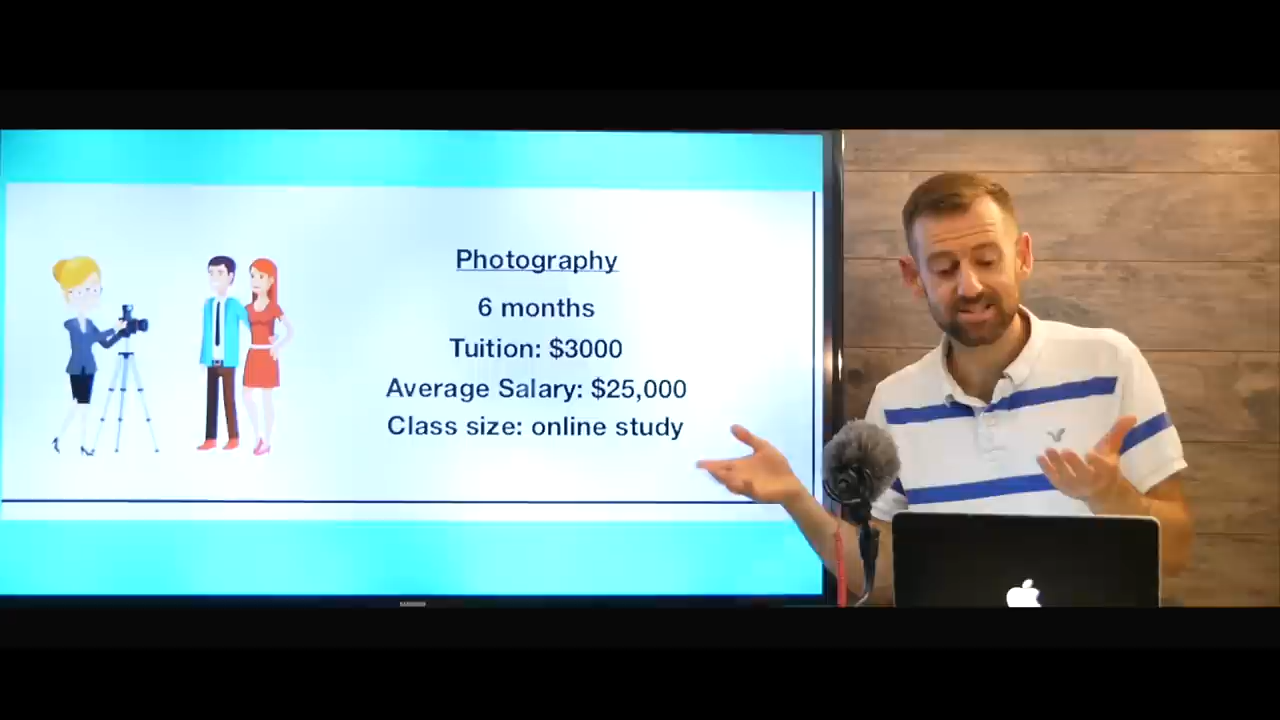 Photography
6 months
Tuition: $3000
Average Salary: $25,000
Class size: online study